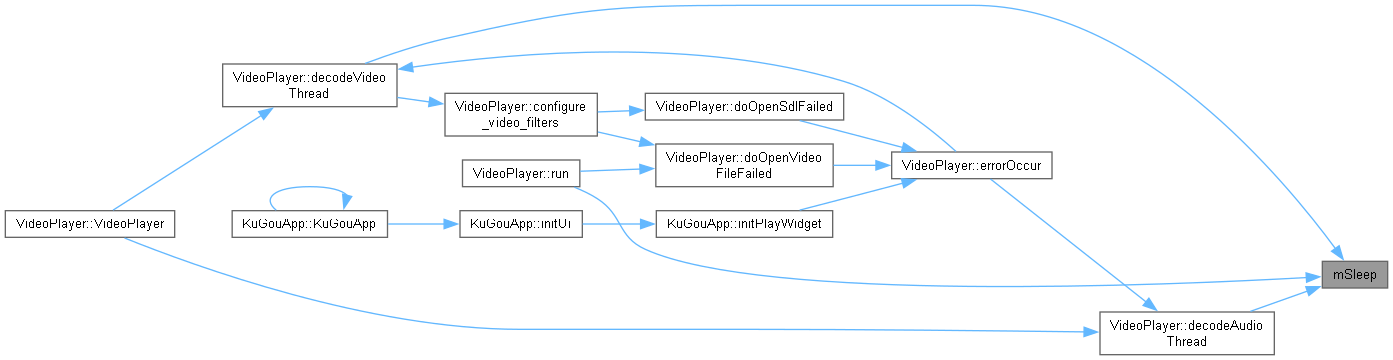 VideoPlayer::decodeVideo
Thread
VideoPlayer::configure
_video_filters
VideoPlayer::doOpenSdlFailed
VideoPlayer::doOpenVideo
FileFailed
VideoPlayer::errorOccur
VideoPlayer::run
VideoPlayer::VideoPlayer
KuGouApp::KuGouApp
KuGouApp::initUi
KuGouApp::initPlayWidget
mSleep
VideoPlayer::decodeAudio
Thread